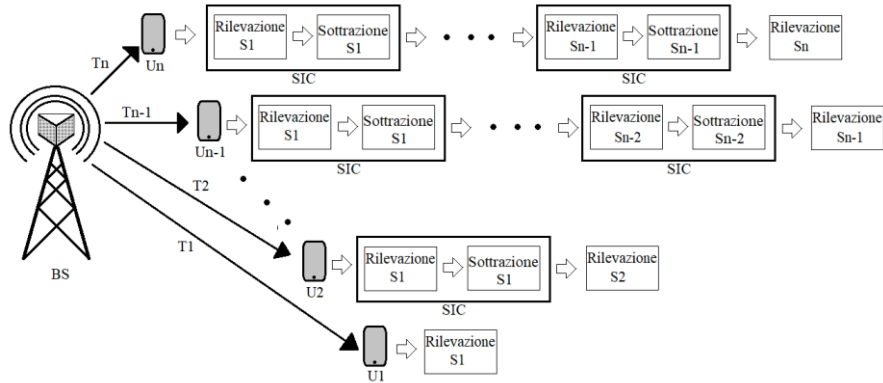 Rilevazione
S1
Sottrazione
S1
Rilevazione
Sn-1
Sottrazione
Sn-1
Rilevazione
Sn
SIC
SIC
Tn
Un
Tn-1
Un-1
Rilevazione
S1
Sottrazione
S1
Rilevazione
Sn-2
Sottrazione
Sn-2
Rilevazione
Sn-1
SIC
SIC
T2
T1
BS
U2
Rilevazione
S1
Sottrazione
S1
Rilevazione
S2
SIC
U1
Rilevazione
S1